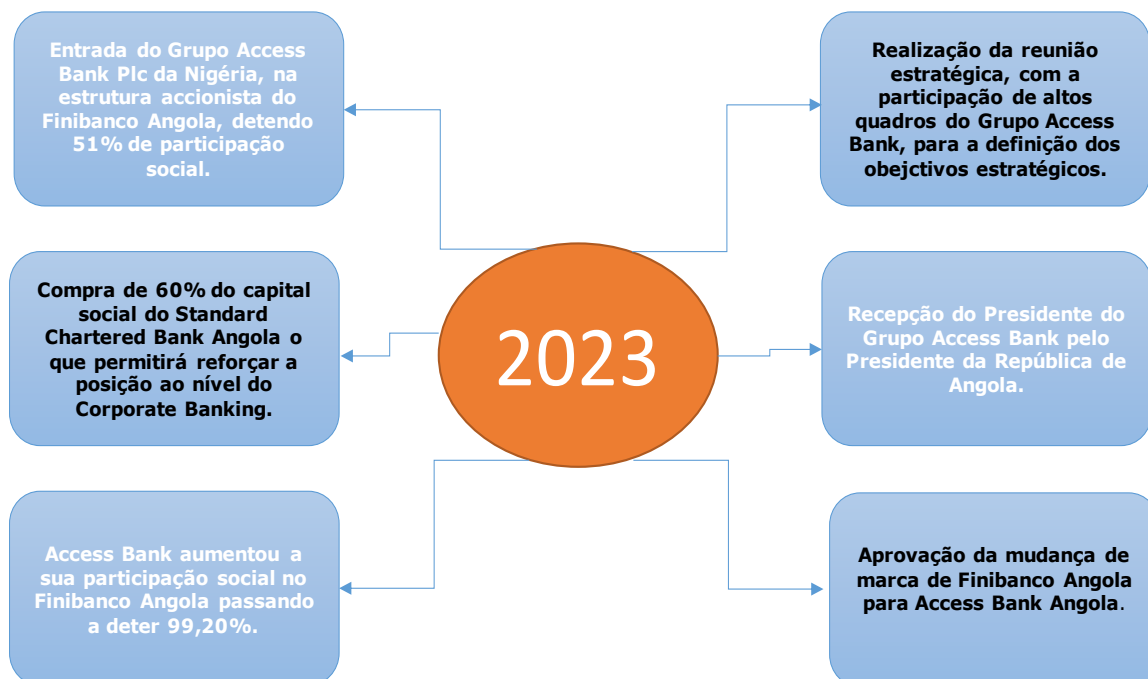 Entrada do Grupo Access
Bank Plc da Nigéria, na
estrutura accionista do
Finibanco Angola, detendo
51% de participação
social.
Realização da reunião
estratégica, com a
participação de altos
quadros do Grupo Access
Bank, para a definição dos
obejctivos estratégicos.
Compra de 60% do capital
social do Standard
Chartered Bank Angola o
que permitirá reforçar a
posição ao nível do
Corporate Banking.
2023
Recepção do Presidente do
Grupo Access Bank pelo
Presidente da República de
Angola.
Access Bank aumentou a
sua participação social no
Finibanco Angola passando
a deter 99,20%.
Aprovação da mudança de
marca de Finibanco Angola
para Access Bank Angola.